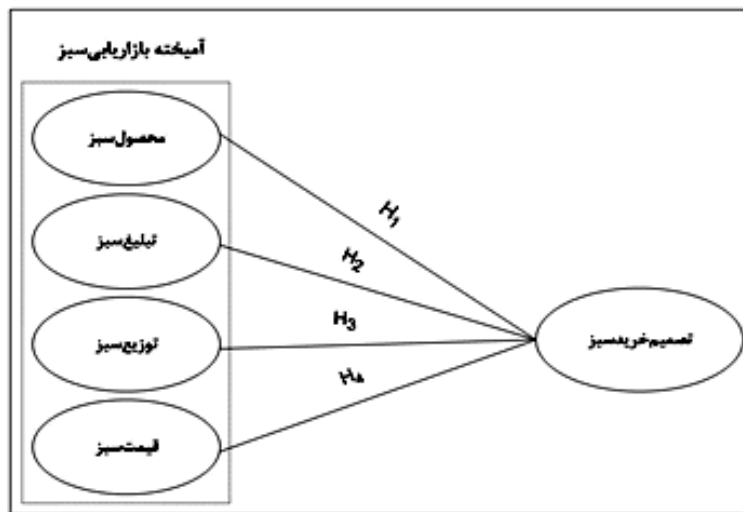 آمیخته بازاریابی‌سبز
محصول‌سبز
تبلیغ‌سبز
توزیع‌سبز
قیمت‌سبز
H1
H2
H3
H4
تصمیم‌خریدسبز